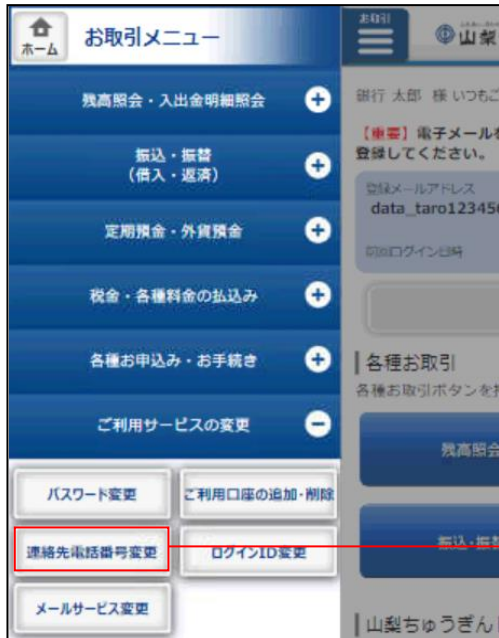 ホーム
お取引メニュー
残高照会・入出金明細照会
振込・振替
(借入・返済)
定期預金・外貨預金
税金・各種料金の払込み
各種お申込み・お手続き
ご利用サービスの変更
パスワード変更
ご利用口座の追加・削除
連絡先電話番号変更
ログインID変更
メールサービス変更
お取引
山梨
銀行 太郎 様 いつもご
【重要】電子メールを
登録してください。
登録メールアドレス
data_taro123456
前回ログイン日時
各種お取引
各種お取引ボタンを押
残高照会
振込・振替
山梨ちゅうぎん